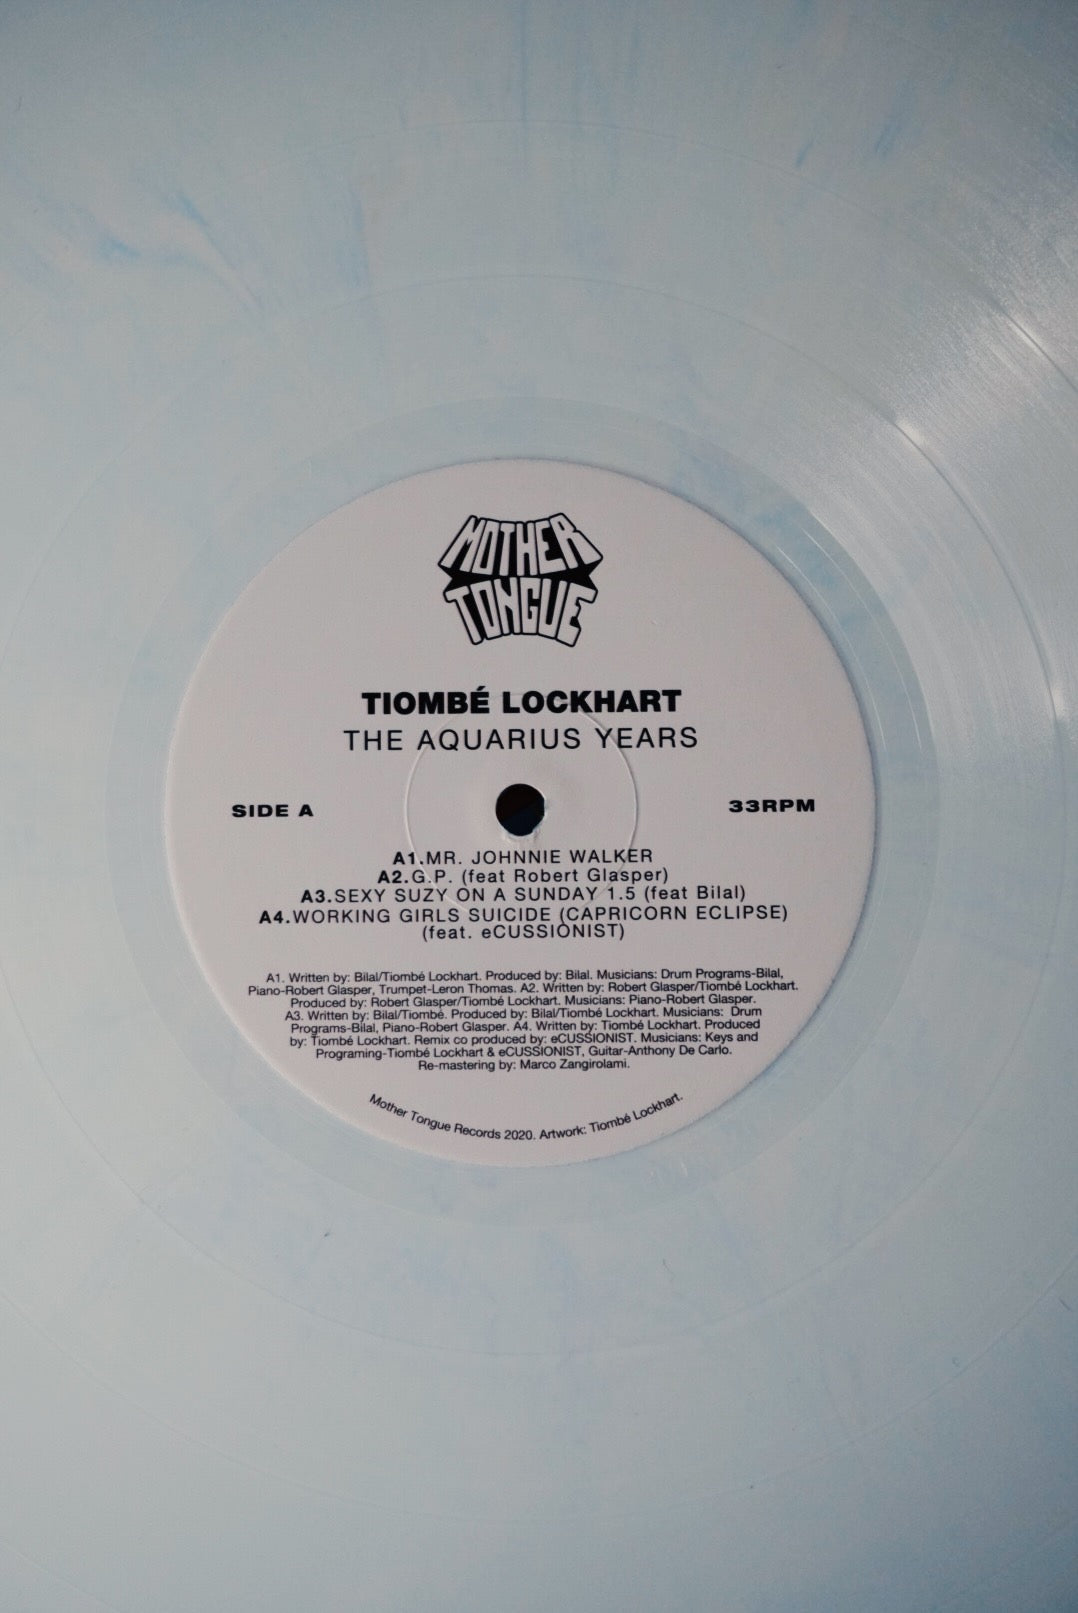 MOTHER
TONGUE
TIOMBÉ LOCKHART
THE AQUARIUS YEARS
SIDE A
33RPM
A1.MR. JOHNNIE WALKER
A2.G.P. (feat Robert Glasper)
A3.SEXY SUZY ON A SUNDAY 1.5 (feat Bilal)
A4.WORKING GIRLS SUICIDE (CAPRICORN ECLIPSE)
(feat. eCUSSIONIST)
A1. Written by: Bilal/Tiombé Lockhart. Produced by: Bilal. Musicians: Drum Programs-Bilal,
Piano-Robert Glasper, Trumpet-Leron Thomas. A2. Written by: Robert Glasper/Tiombé Lockhart.
Produced by: Robert Glasper/Tiombé Lockhart. Musicians: Piano-Robert Glasper.
A3. Written by: Bilal/Tiombé. Produced by: Bilal/Tiombé Lockhart. Musicians: Drum
Programs-Bilal, Piano-Robert Glasper. A4. Written by: Tiombé Lockhart. Produced
by: Tiombé Lockhart. Remix co produced by: eCUSSIONIST. Musicians: Keys and
Programing-Tiombé Lockhart & eCUSSIONIST, Guitar-Anthony De Carlo.
Re-mastering by: Marco Zangirolami.
Mother Tongue Records 2020. Artwork: Tiombé Lockhart.